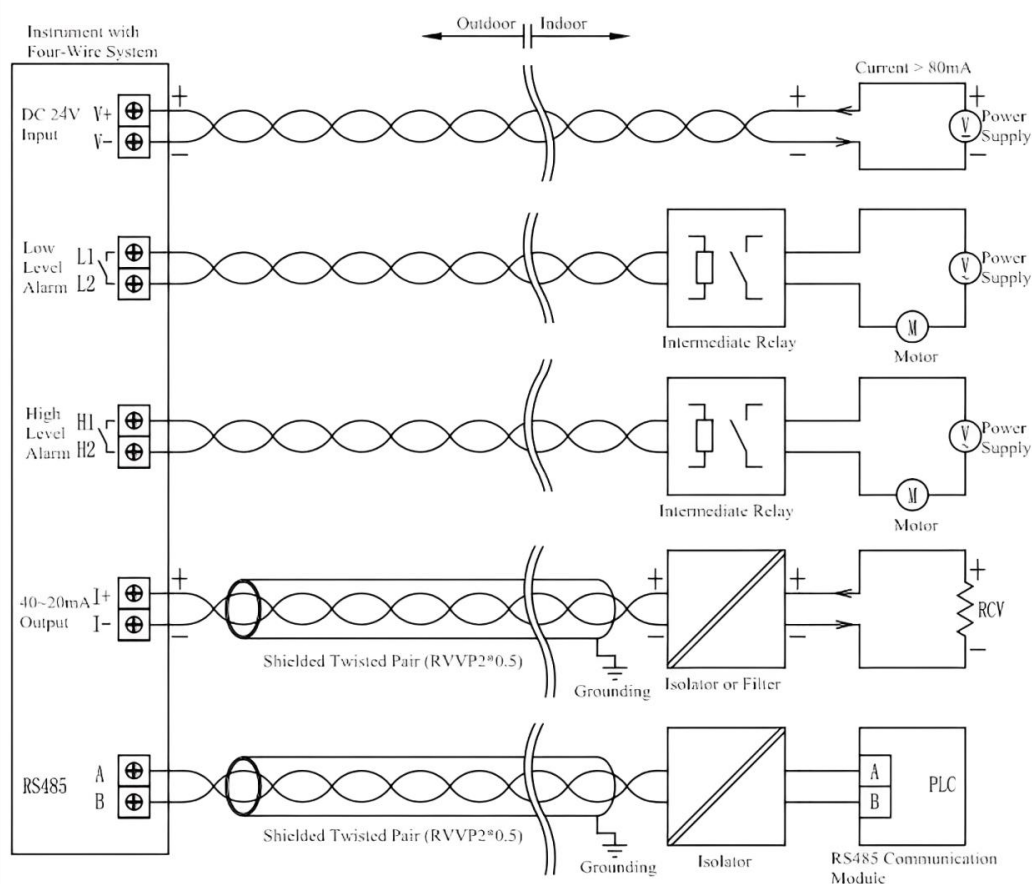 Outdoor Indoor
Instrument with
Four-Wire System
Current > 80mA
DC 24V
Input
V+
V-
+
-
+
-
+
V
-
Power
Supply
Low
Level
Alarm
L1
L2
Intermediate Relay
V
~
Power
Supply
M
Motor
High
Level
Alarm
H1
H2
Intermediate Relay
V
~
Power
Supply
M
Motor
40~20mA
Output
I+
I-
+
-
Shielded Twisted Pair (RVVP2*0.5)
Grounding
+
-
Isolator or Filter
+
-
+
RCV
-
RS485
A
B
Shielded Twisted Pair (RVVP2*0.5)
Grounding
Isolator
A
B
PLC
RS485 Communication
Module